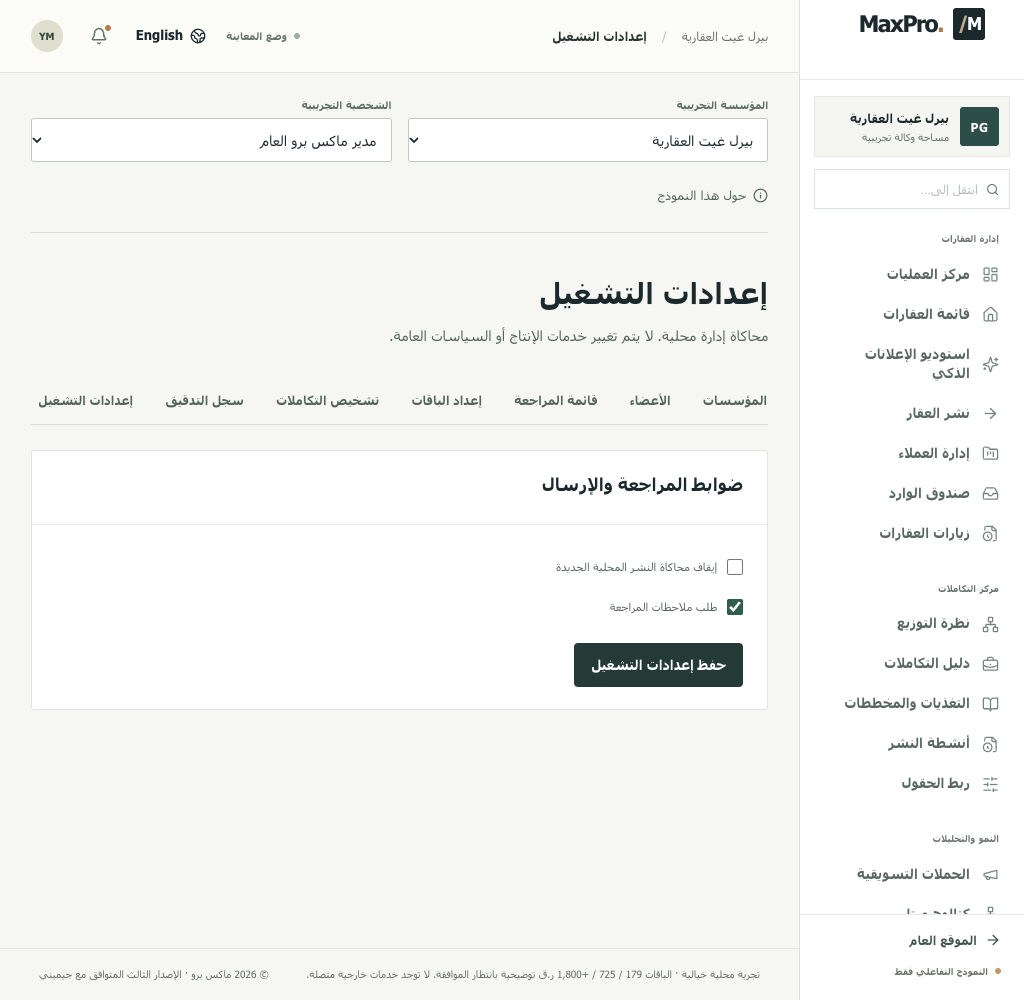 MaxPro. /M
PG
بيرل غيت العقارية
مساحة وكالة تجريبية
انتقل إلى...
إدارة العقارات
مركز العمليات
قائمة العقارات
استوديو الإعلانات
الذكي
نشر العقار
إدارة العملاء
صندوق الوارد
زيارات العقارات
مركز التكاملات
نظرة التوزيع
دليل التكاملات
التغذيات والمخططات
أنشطة النشر
ربط الحقول
النمو والتحليلات
الحملات التسويقية
الموقع العام
النموذج التفاعلي فقط
بيرل غيت العقارية / إعدادات التشغيل
وضع المعاينة
English
YM
المؤسسة التجريبية
بيرل غيت العقارية
الشخصية التجريبية
مدير ماكس برو العام
حول هذا النموذج
إعدادات التشغيل
محاكاة إدارة محلية. لا يتم تغيير خدمات الإنتاج أو السياسات العامة.
المؤسسات الأعضاء قائمة المراجعة إعداد الباقات تشخيص التكاملات سجل التدقيق إعدادات التشغيل
ضوابط المراجعة والإرسال
إيقاف محاكاة النشر المحلية الجديدة
طلب ملاحظات المراجعة
حفظ إعدادات التشغيل
تجربة محلية خيالية · الباقات 179 / 725 / +1,800 ر.ق توضيحية بانتظار الموافقة. لا توجد خدمات خارجية متصلة.
© 2026 ماكس برو · الإصدار الثالث المتوافق مع جيميني